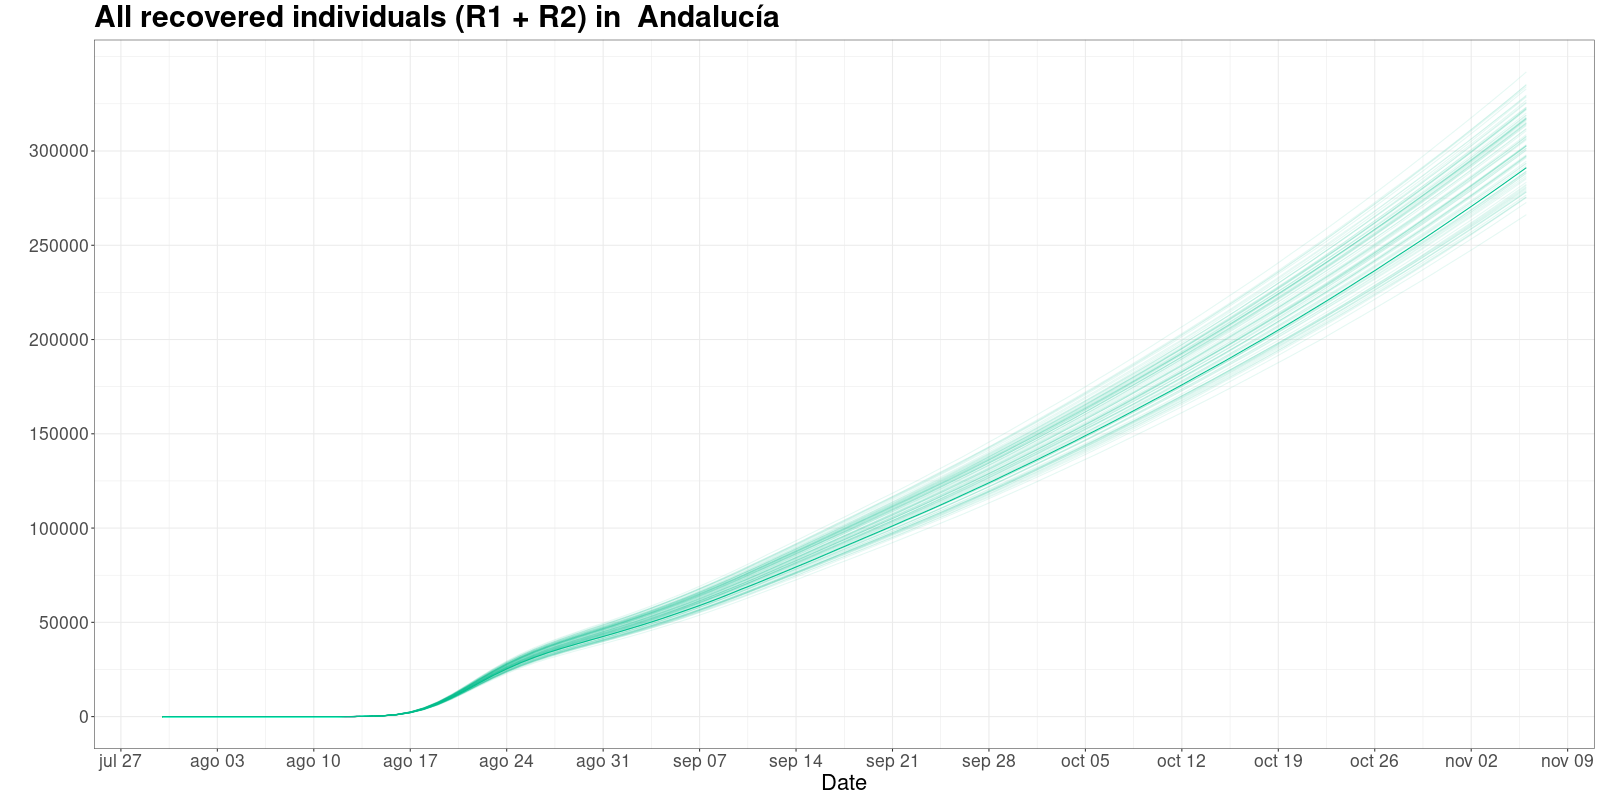 All recovered individuals (R1 + R2) in  Andalucía
300000
250000
200000
150000
100000
50000
0
jul 27 ago 03 ago 10 ago 17 ago 24 ago 31 sep 07 sep 14 sep 21 sep 28 oct 05 oct 12 oct 19 oct 26 nov 02 nov 09
Date